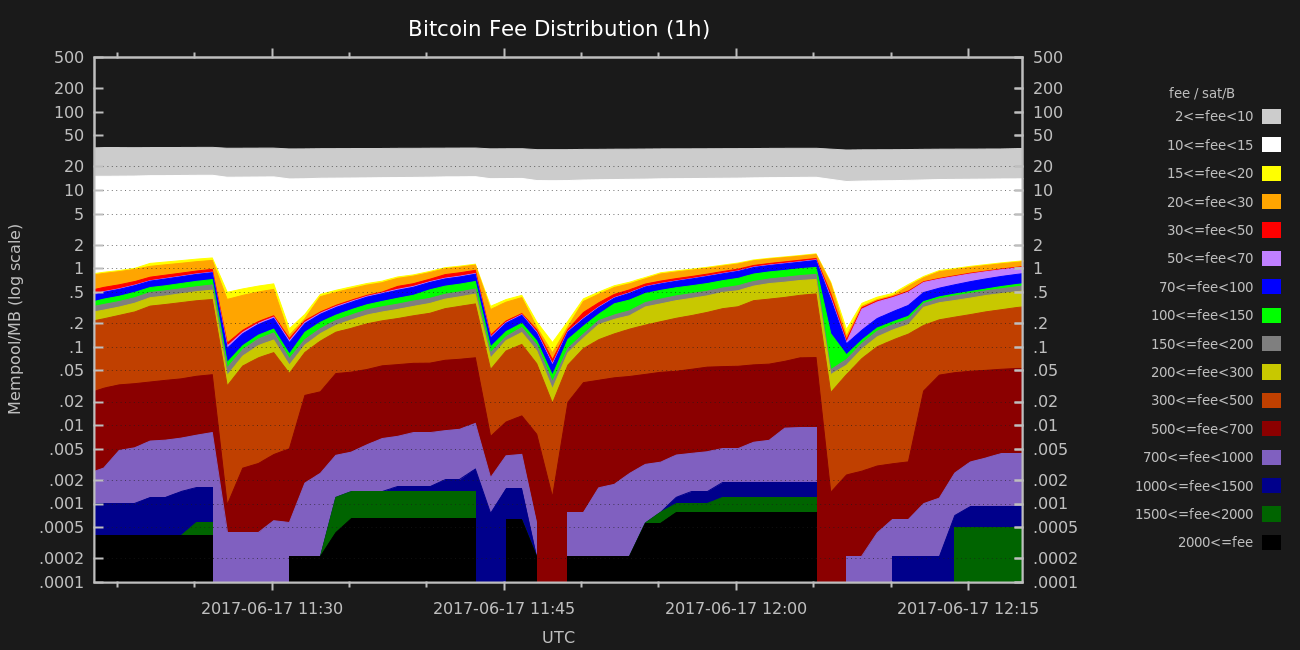 Bitcoin Fee Distribution (1h)
Mempool/MB (log scale)
500
200
100
50
20
10
5
2
1
.5
.2
.1
.05
.02
.01
.005
.002
.001
.0005
.0002
.0001
500
200
100
50
20
10
5
2
1
.5
.2
.1
.05
.02
.01
.005
.002
.001
.0005
.0002
.0001
2017-06-17 11:30
2017-06-17 11:45
2017-06-17 12:00
2017-06-17 12:15
UTC
fee / sat/B
2<=fee<10
10<=fee<15
15<=fee<20
20<=fee<30
30<=fee<50
50<=fee<70
70<=fee<100
100<=fee<150
150<=fee<200
200<=fee<300
300<=fee<500
500<=fee<700
700<=fee<1000
1000<=fee<1500
1500<=fee<2000
2000<=fee